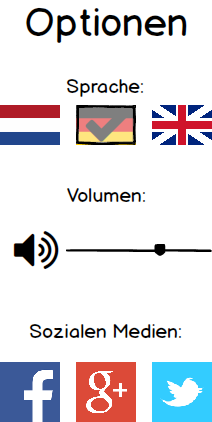 Optionen
Sprache:
Volumen:
Sozialen Medien:
f g+